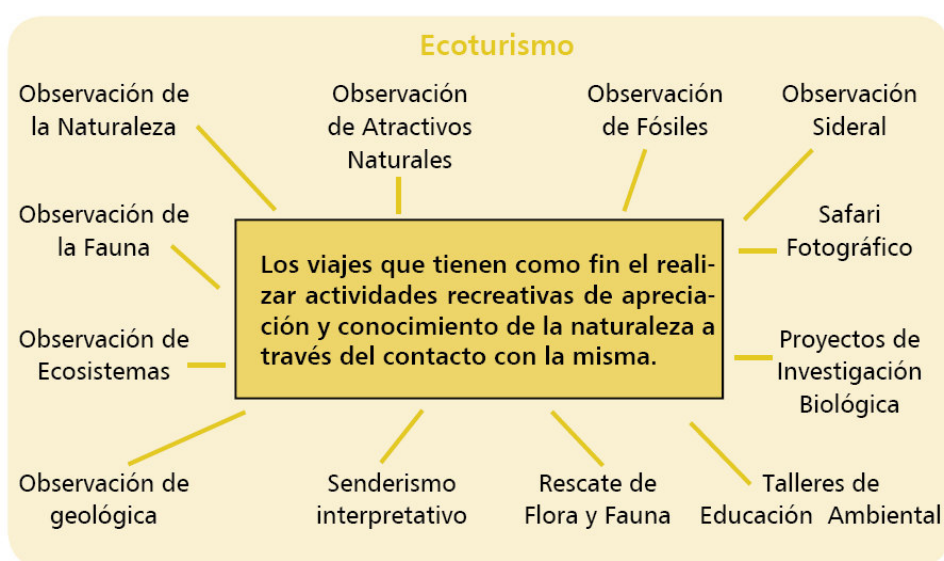 Ecoturismo
Observación de
la Naturaleza
Observación
de Atractivos
Naturales
Observación
de Fósiles
Observación
Sideral
Observación de
la Fauna
Safari
Fotográfico
Los viajes que tienen como fin el reali-
zar actividades recreativas de aprecia-
ción y conocimiento de la naturaleza a
través del contacto con la misma.
Observación de
Ecosistemas
Proyectos de
Investigación
Biológica
Observación de
geológica
Senderismo
interpretativo
Rescate de
Flora y Fauna
Talleres de
Educación Ambiental